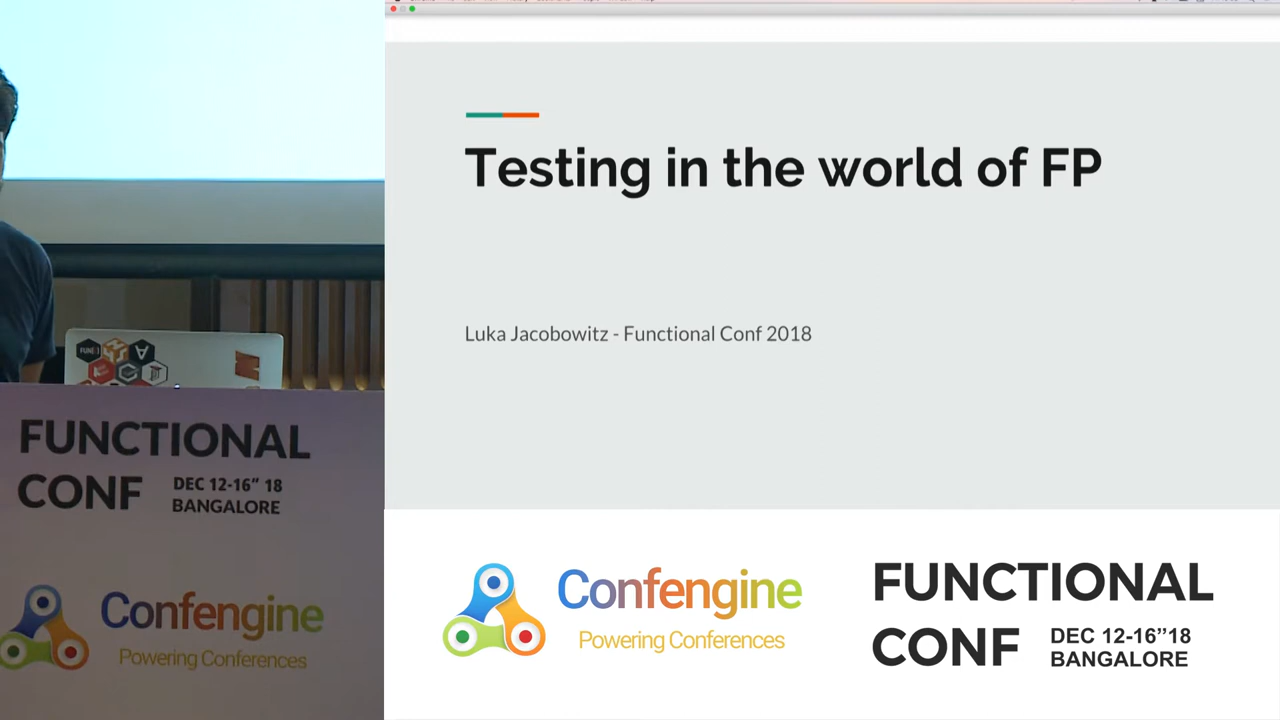 Testing in the world of FP
Luka Jacobowitz - Functional Conf 2018
FUNCTIONAL
CONF
DEC 12-16" 18
BANGALORE
Confengine
Powering Conferences
Confengine
Powering Conferences
FUNCTIONAL
CONF
DEC 12-16”18
BANGALORE